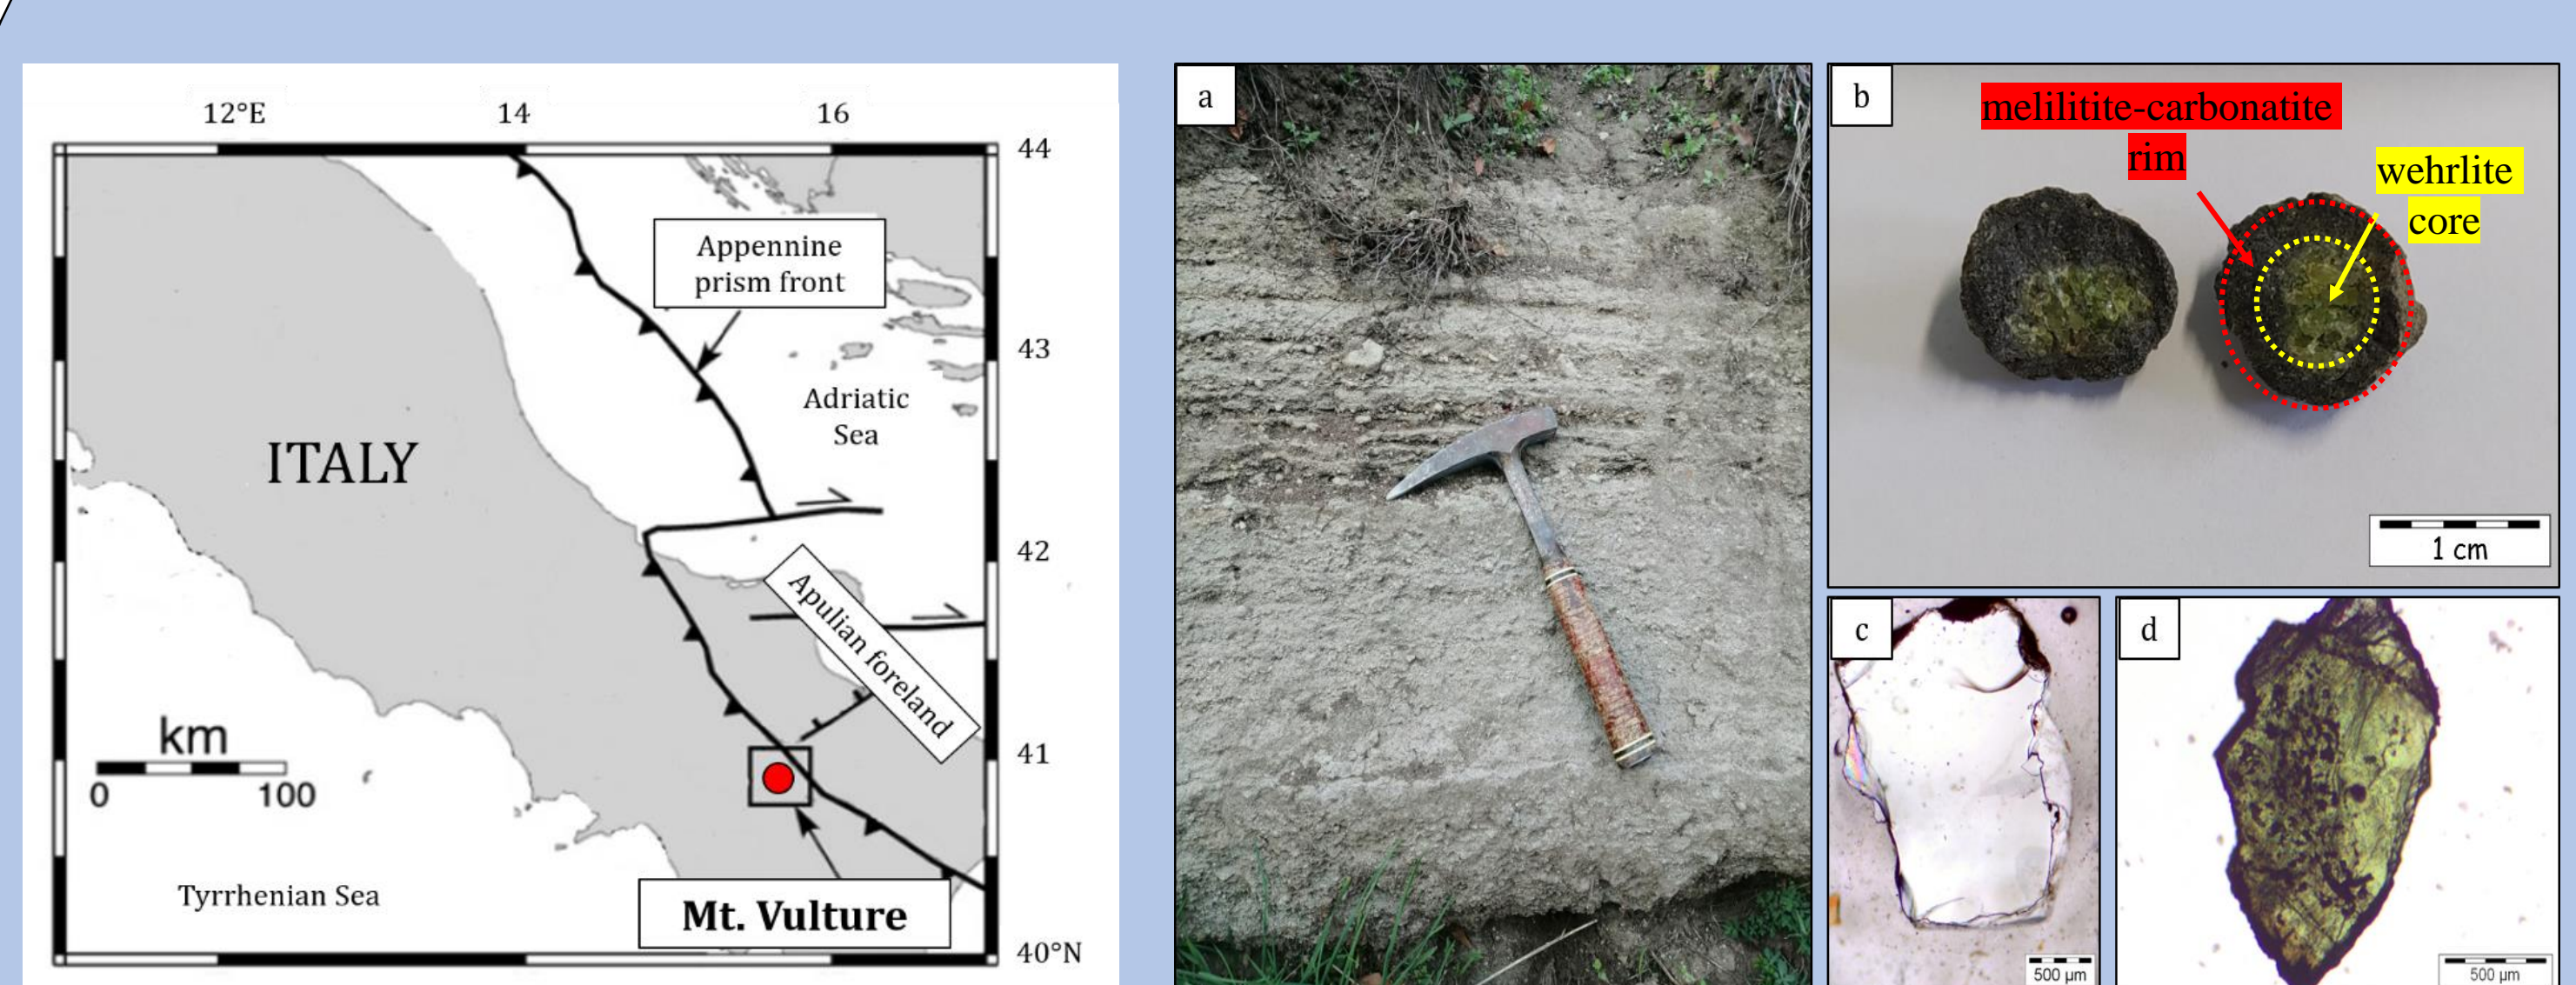 12°E
14
16
44
43
42
41
40°N
Appennine
prism front
Adriatic
Sea
ITALY
Apulian foreland
km
0
100
Tyrrhenian Sea
Mt. Vulture
a
b
melilitite-carbonatite
rim
wehrlite
core
1 cm
c
500 µm
d
500 µm